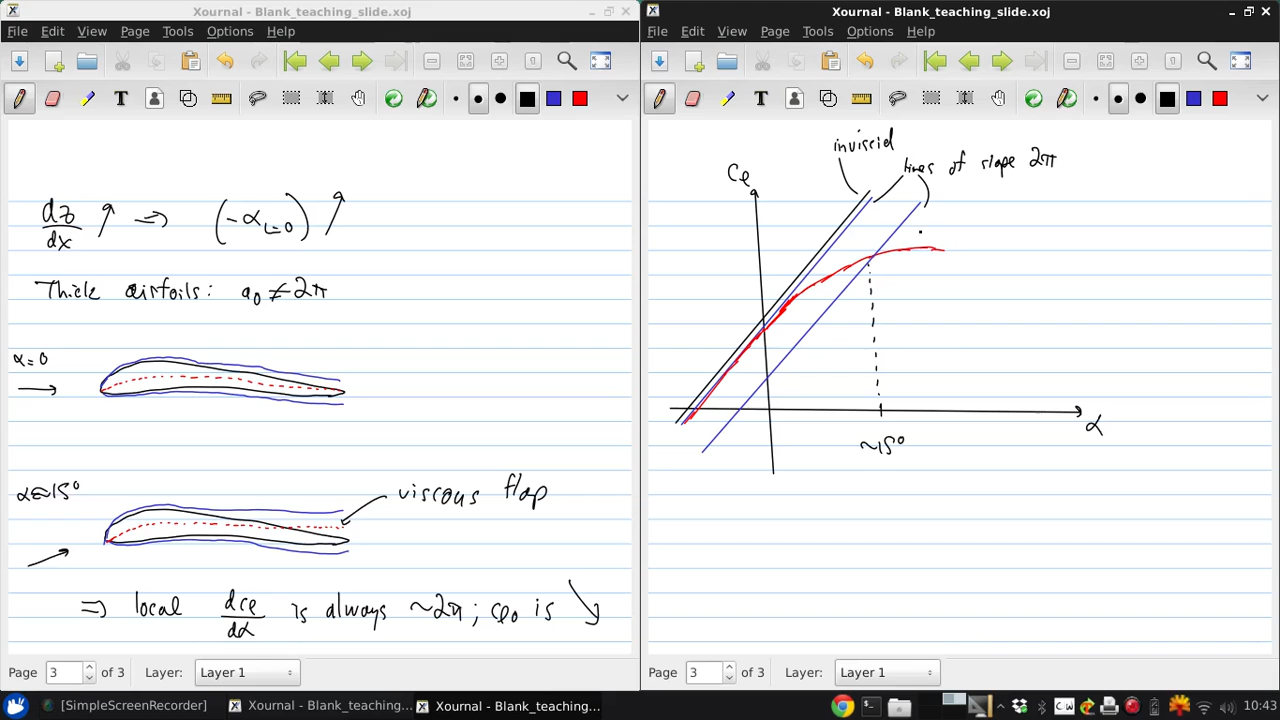 Xournal - Blank_teaching_slide.xoj
File Edit View Page Tools Options Help
dz/dx ↗ => (-α_{L=0}) ↗
Thick airfoils: a₀ ≠ 2π
α=0
α≈15°
viscous flap
=> local dcℓ/dα is always ~2π; cℓ₀ is ↘
Page 3 of 3 Layer: Layer 1
Xournal - Blank_teaching_slide.xoj
File Edit View Page Tools Options Help
inviscid
lines of slope 2π
Cℓ
α
~15°
Page 3 of 3 Layer: Layer 1
[SimpleScreenRecorder] Xournal - Blank_teaching_slide.... Xournal - Blank_teaching_slide.... 10:43